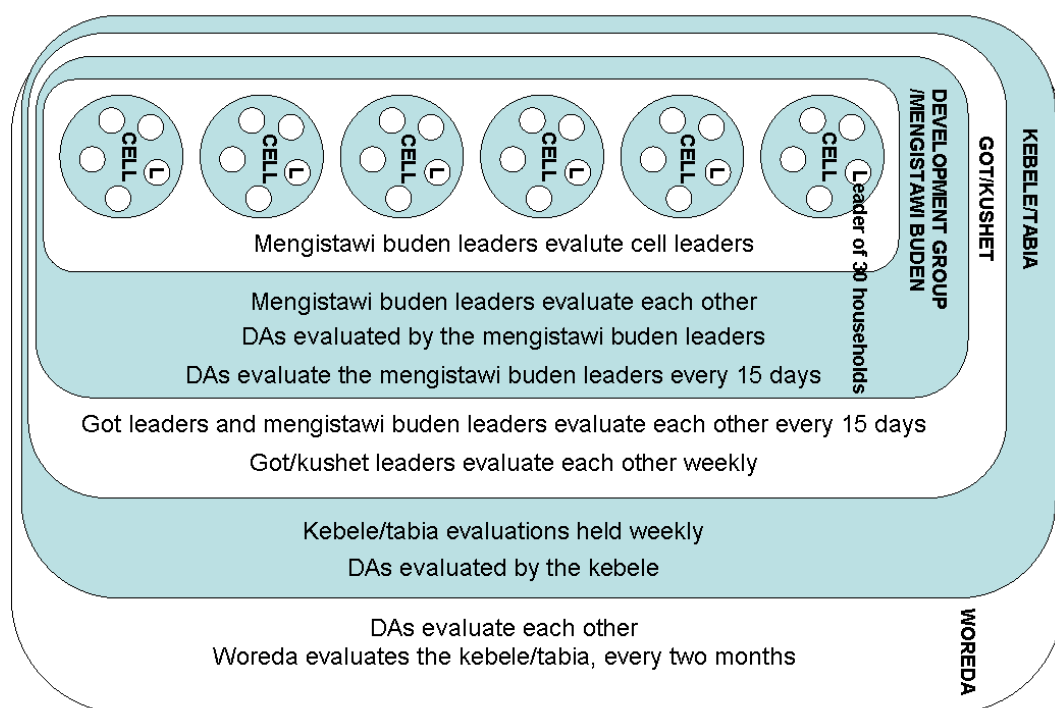 CELL
L
CELL
L
CELL
L
CELL
L
CELL
L
CELL
Leader of 30 households
Mengistawi buden leaders evalute cell leaders
Mengistawi buden leaders evaluate each other
DAs evaluated by the mengistawi buden leaders
DAs evaluate the mengistawi buden leaders every 15 days
DEVELOPMENT GROUP
/MENGISTAWI BUDEN
Got leaders and mengistawi buden leaders evaluate each other every 15 days
Got/kushet leaders evaluate each other weekly
GOT/KUSHET
Kebele/tabia evaluations held weekly
DAs evaluated by the kebele
KEBELE/TABIA
DAs evaluate each other
Woreda evaluates the kebele/tabia, every two months
WOREDA